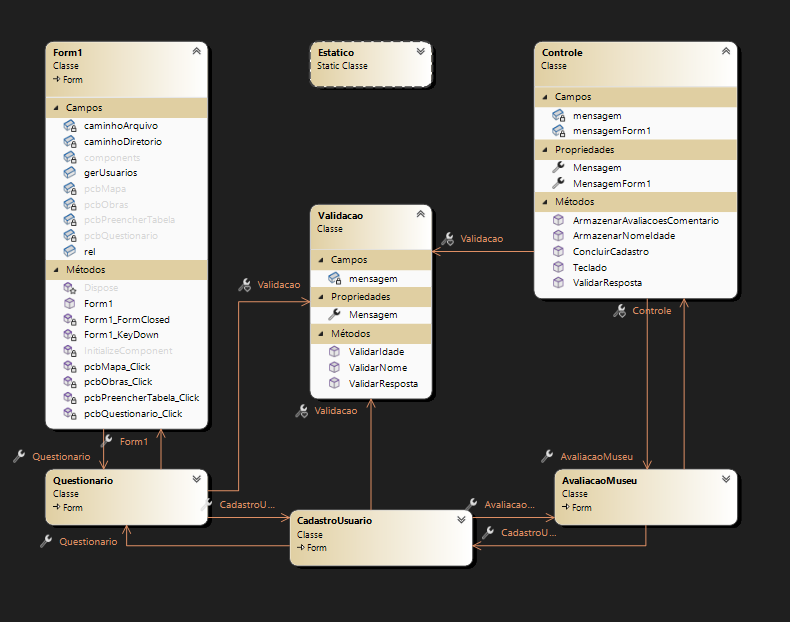 Form1
Classe
Form
Campos
caminhoArquivo
caminhoDiretorio
components
gerUsuarios
pcbMapa
pcbObras
pcbPreencherTabela
pcbQuestionario
rel
Métodos
Dispose
Form1
Form1_FormClosed
Form1_KeyDown
InitializeComponent
pcbMapa_Click
pcbObras_Click
pcbPreencherTabela_Click
pcbQuestionario_Click
Estatico
Static Classe
Controle
Classe
Campos
mensagem
mensagemForm1
Propriedades
Mensagem
MensagemForm1
Métodos
ArmazenarAvaliacoesComentario
ArmazenarNomeIdade
ConcluirCadastro
Teclado
ValidarResposta
Validacao
Classe
Campos
mensagem
Propriedades
Mensagem
Métodos
ValidarIdade
ValidarNome
ValidarResposta
Validacao
Validacao
Controle
Validacao
Form1
Questionario
AvaliacaoMuseu
Questionario
Classe
Form
CadastroU...
CadastroUsuario
Classe
Form
Avaliacao...
CadastroU...
AvaliacaoMuseu
Classe
Form
Questionario